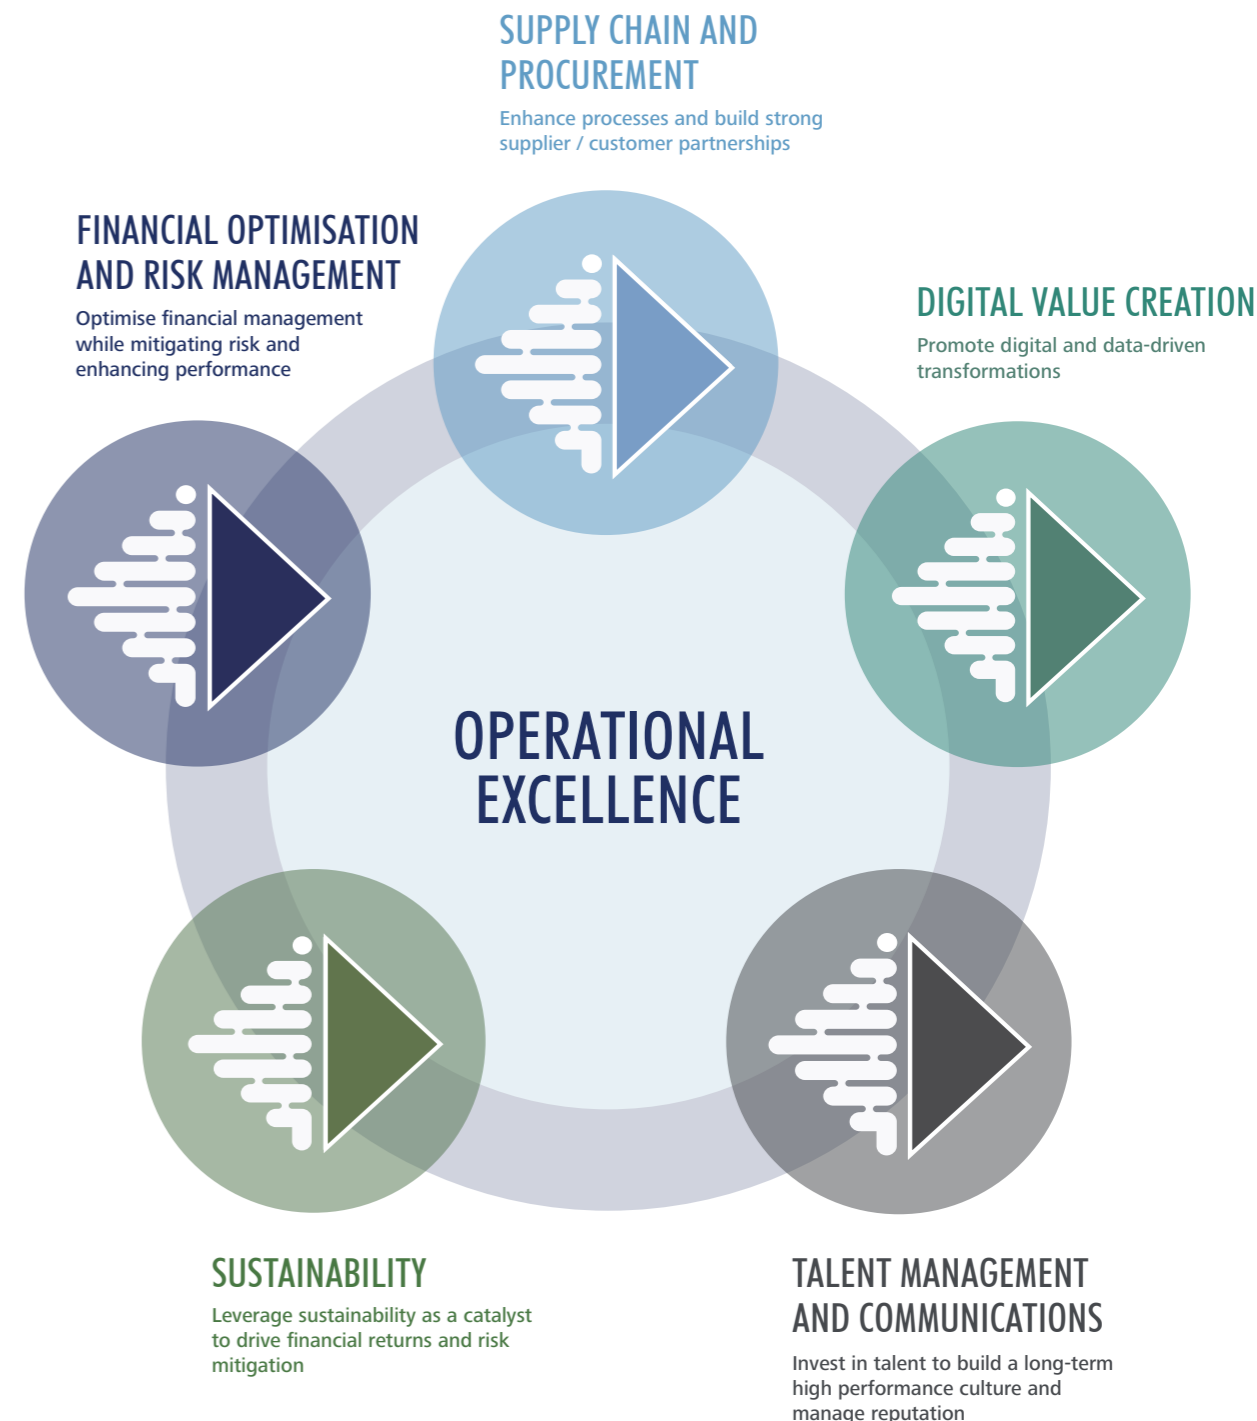 SUPPLY CHAIN AND
PROCUREMENT
Enhance processes and build strong
supplier / customer partnerships
FINANCIAL OPTIMISATION
AND RISK MANAGEMENT
Optimise financial management
while mitigating risk and
enhancing performance
DIGITAL VALUE CREATION
Promote digital and data-driven
transformations
OPERATIONAL
EXCELLENCE
SUSTAINABILITY
Leverage sustainability as a catalyst
to drive financial returns and risk
mitigation
TALENT MANAGEMENT
AND COMMUNICATIONS
Invest in talent to build a long-term
high performance culture and
manage reputation